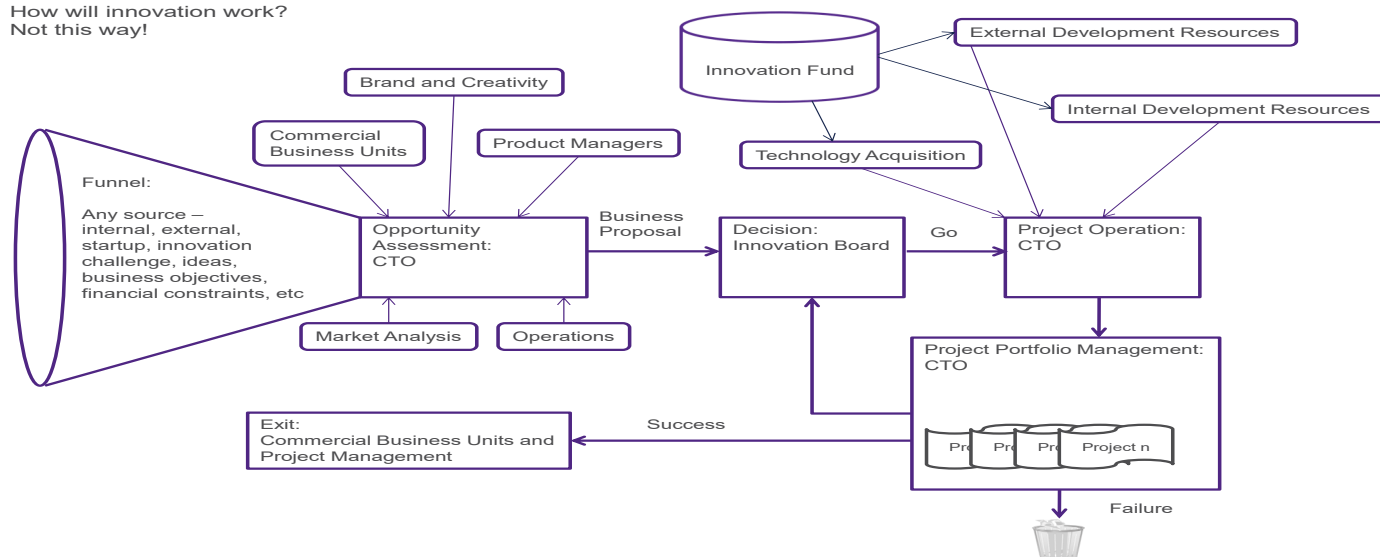 How will innovation work?
Not this way!
External Development Resources
Innovation Fund
Brand and Creativity
Internal Development Resources
Commercial
Business Units
Product Managers
Technology Acquisition
Funnel:
Any source –
internal, external,
startup, innovation
challenge, ideas,
business objectives,
financial constraints, etc
Opportunity
Assessment:
CTO
Business
Proposal
Decision:
Innovation Board
Go
Project Operation:
CTO
Market Analysis
Operations
Project Portfolio Management:
CTO
Exit:
Commercial Business Units and
Project Management
Success
Project n
Failure